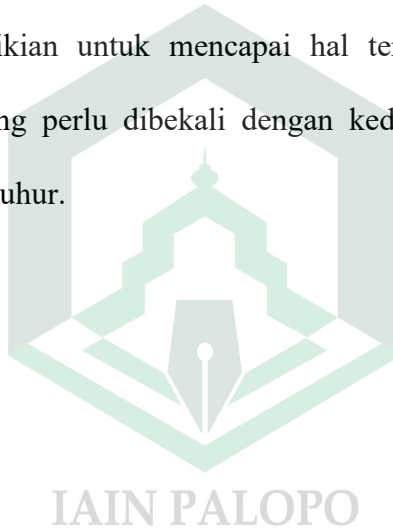 ikian untuk mencapai hal te
ng perlu dibekali dengan ked
uhur.
IAIN PALOPO